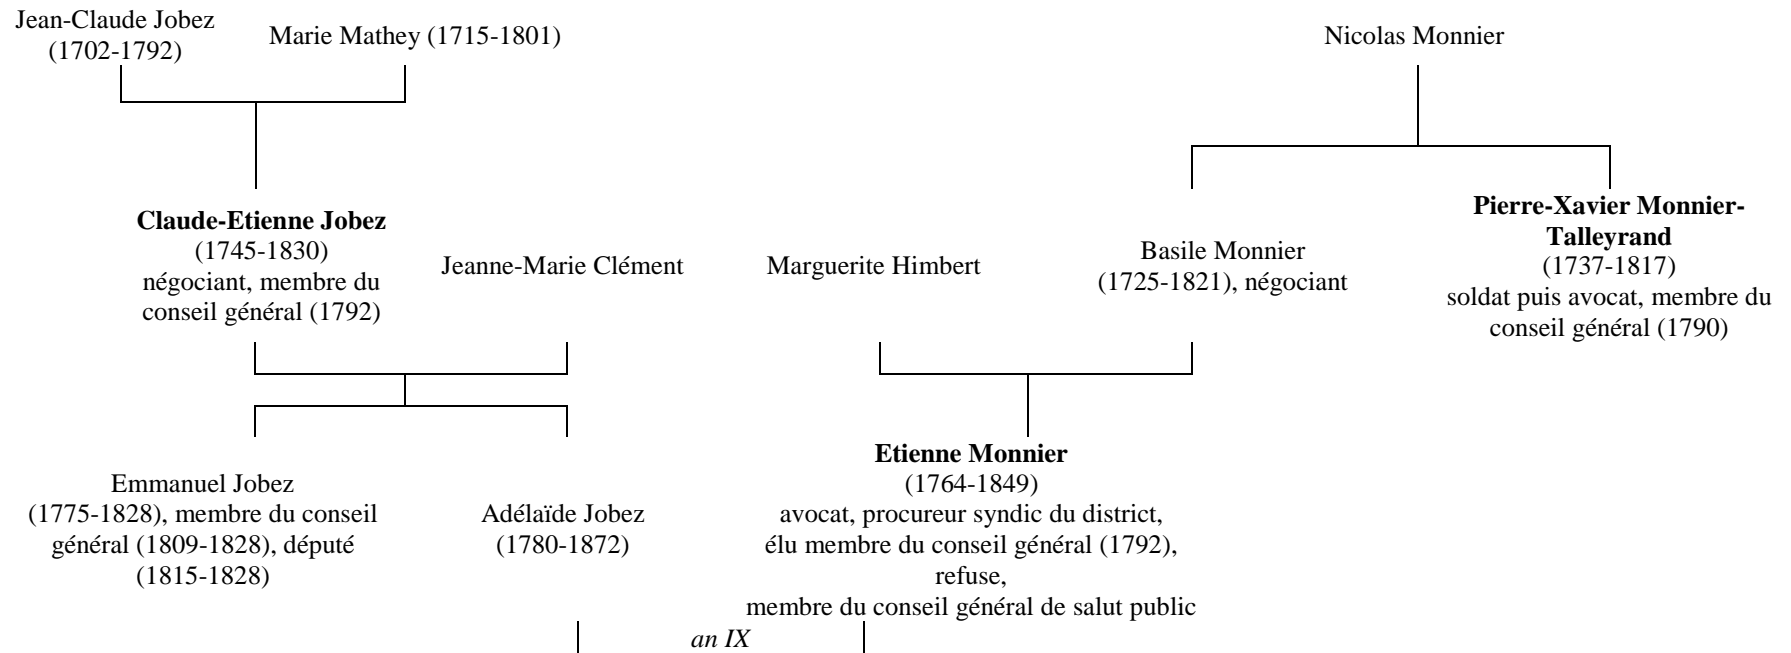 Jean-Claude Jobez
(1702-1792)
Marie Mathey (1715-1801)
Nicolas Monnier
Claude-Etienne Jobez
(1745-1830)
négociant, membre du
conseil général (1792)
Jeanne-Marie Clément
Marguerite Himbert
Basile Monnier
(1725-1821), négociant
Pierre-Xavier Monnier-
Talleyrand
(1737-1817)
soldat puis avocat, membre du
conseil général (1790)
Emmanuel Jobez
(1775-1828), membre du conseil
général (1809-1828), député
(1815-1828)
Adélaïde Jobez
(1780-1872)
Etienne Monnier
(1764-1849)
avocat, procureur syndic du district,
élu membre du conseil général (1792),
refuse,
membre du conseil général de salut public
an IX